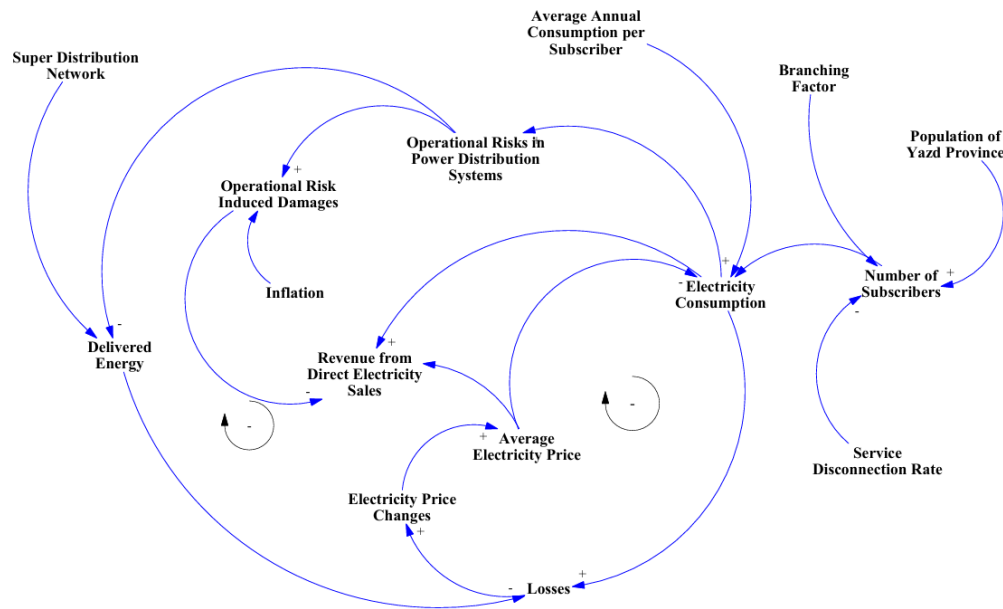 Average Annual
Consumption per
Subscriber
Super Distribution
Network
Branching
Factor
Population of
Yazd Province
Operational Risks in
Power Distribution
Systems
+
Operational Risk
Induced Damages
+
Inflation
Electricity
Consumption
+
-
Number of
Subscribers
+
-
Delivered
Energy
-
Revenue from
Direct Electricity
Sales
+
-
-
-
Average
Electricity Price
+
Service
Disconnection Rate
Electricity Price
Changes
+
Losses
-
+